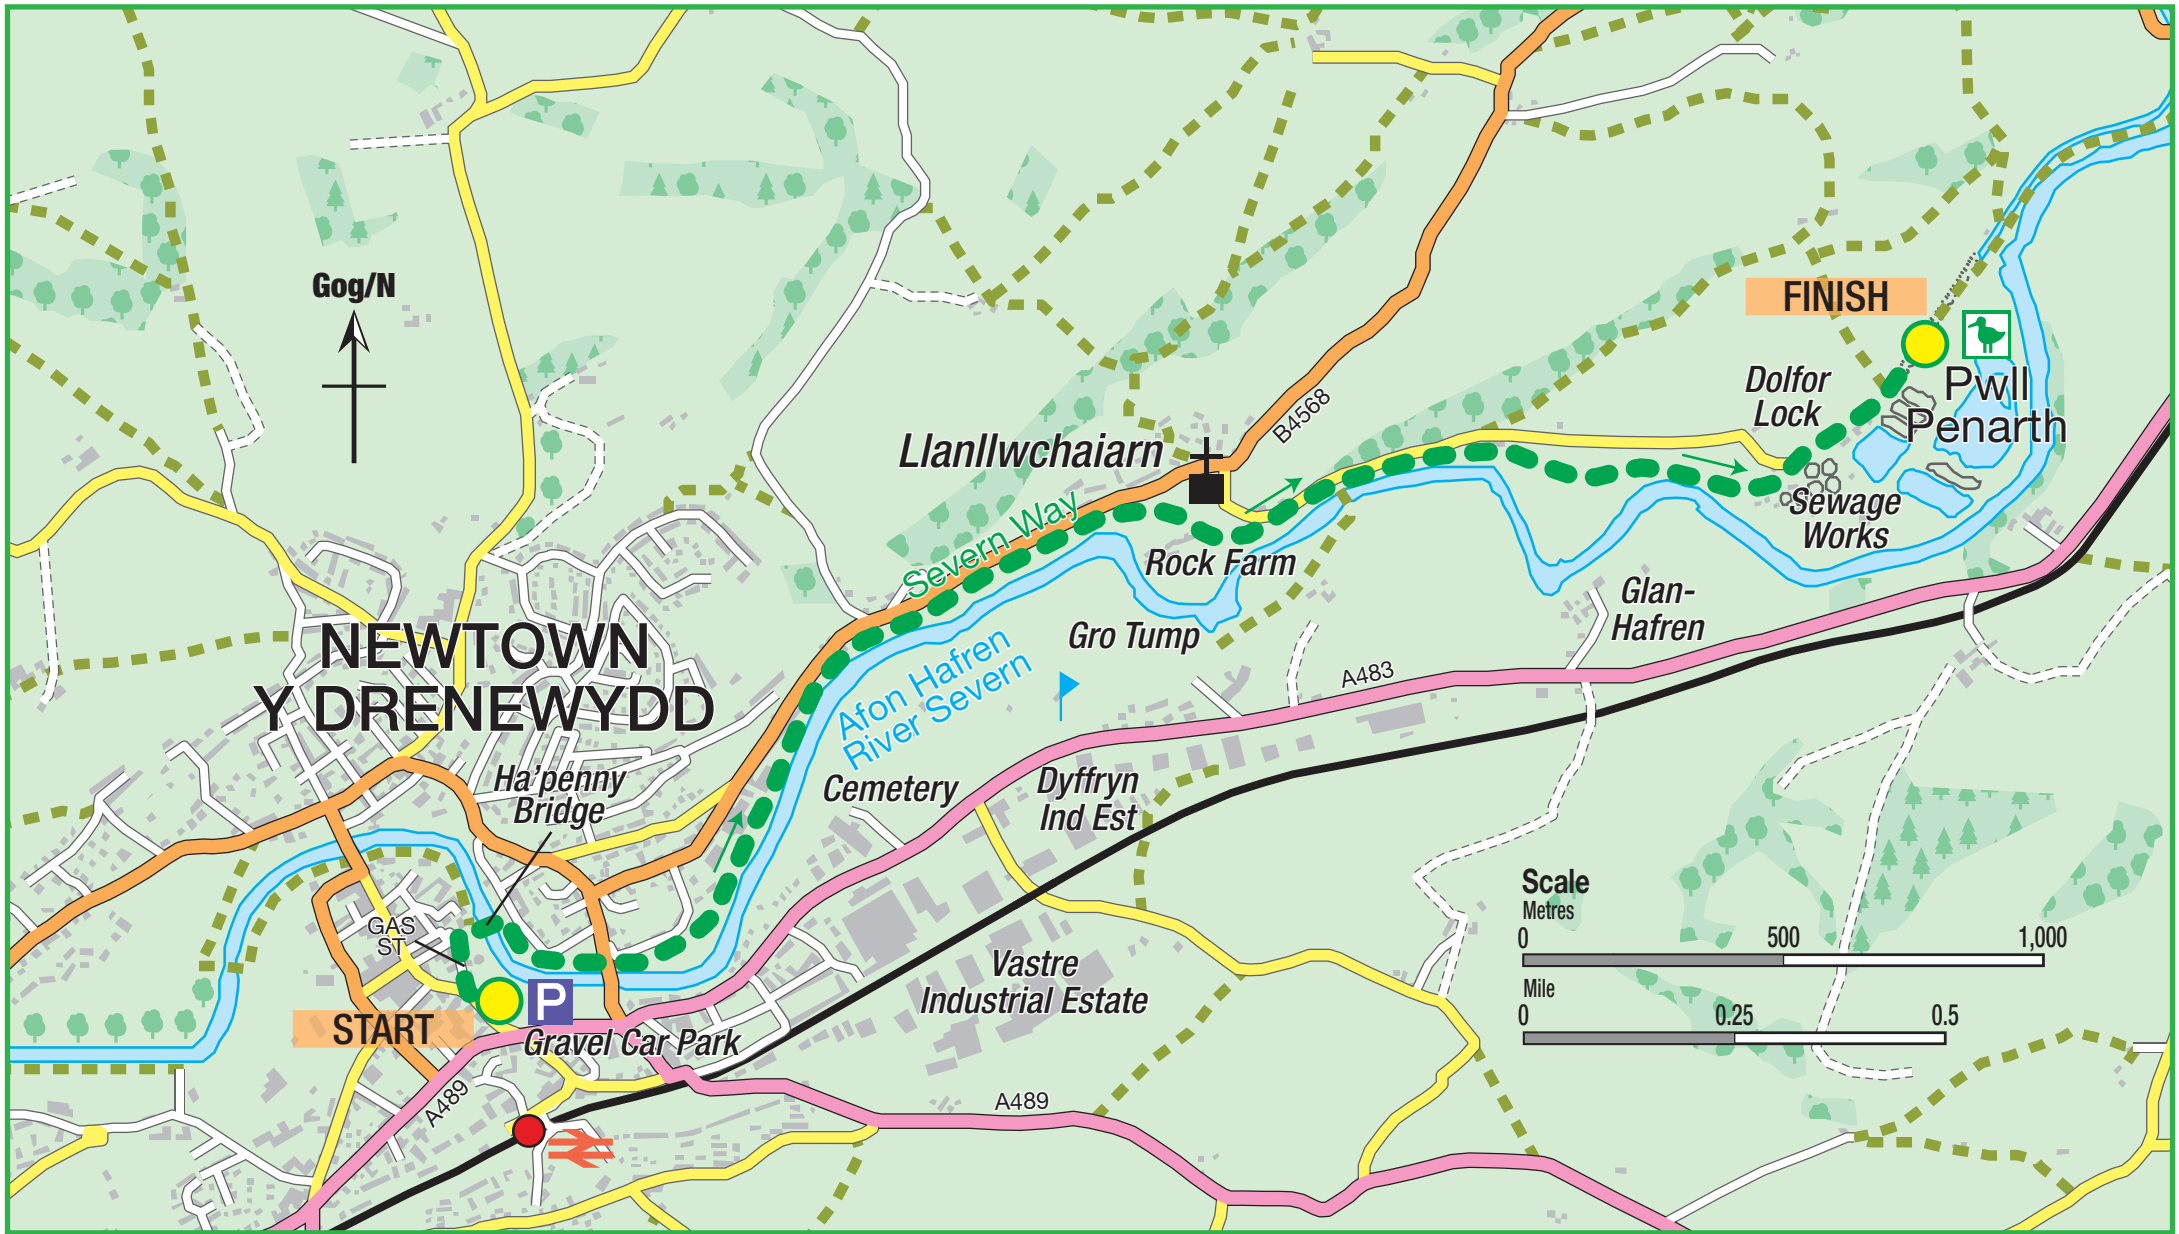 Gog/N
FINISH
Dolfor
Lock
Pwll
Penarth
B4568
Llanllwchaiarn
Severn Way
Sewage
Works
Rock Farm
Glan-
Hafren
Gro Tump
NEWTOWN
Y DRENEWYDD
Afon Hafren
River Severn
A483
Ha'penny
Bridge
Cemetery
Dyffryn
Ind Est
GAS
ST
Vastre
Industrial Estate
START
P
Gravel Car Park
A489
A489
Scale
Metres
0 500 1,000
Mile
0 0.25 0.5